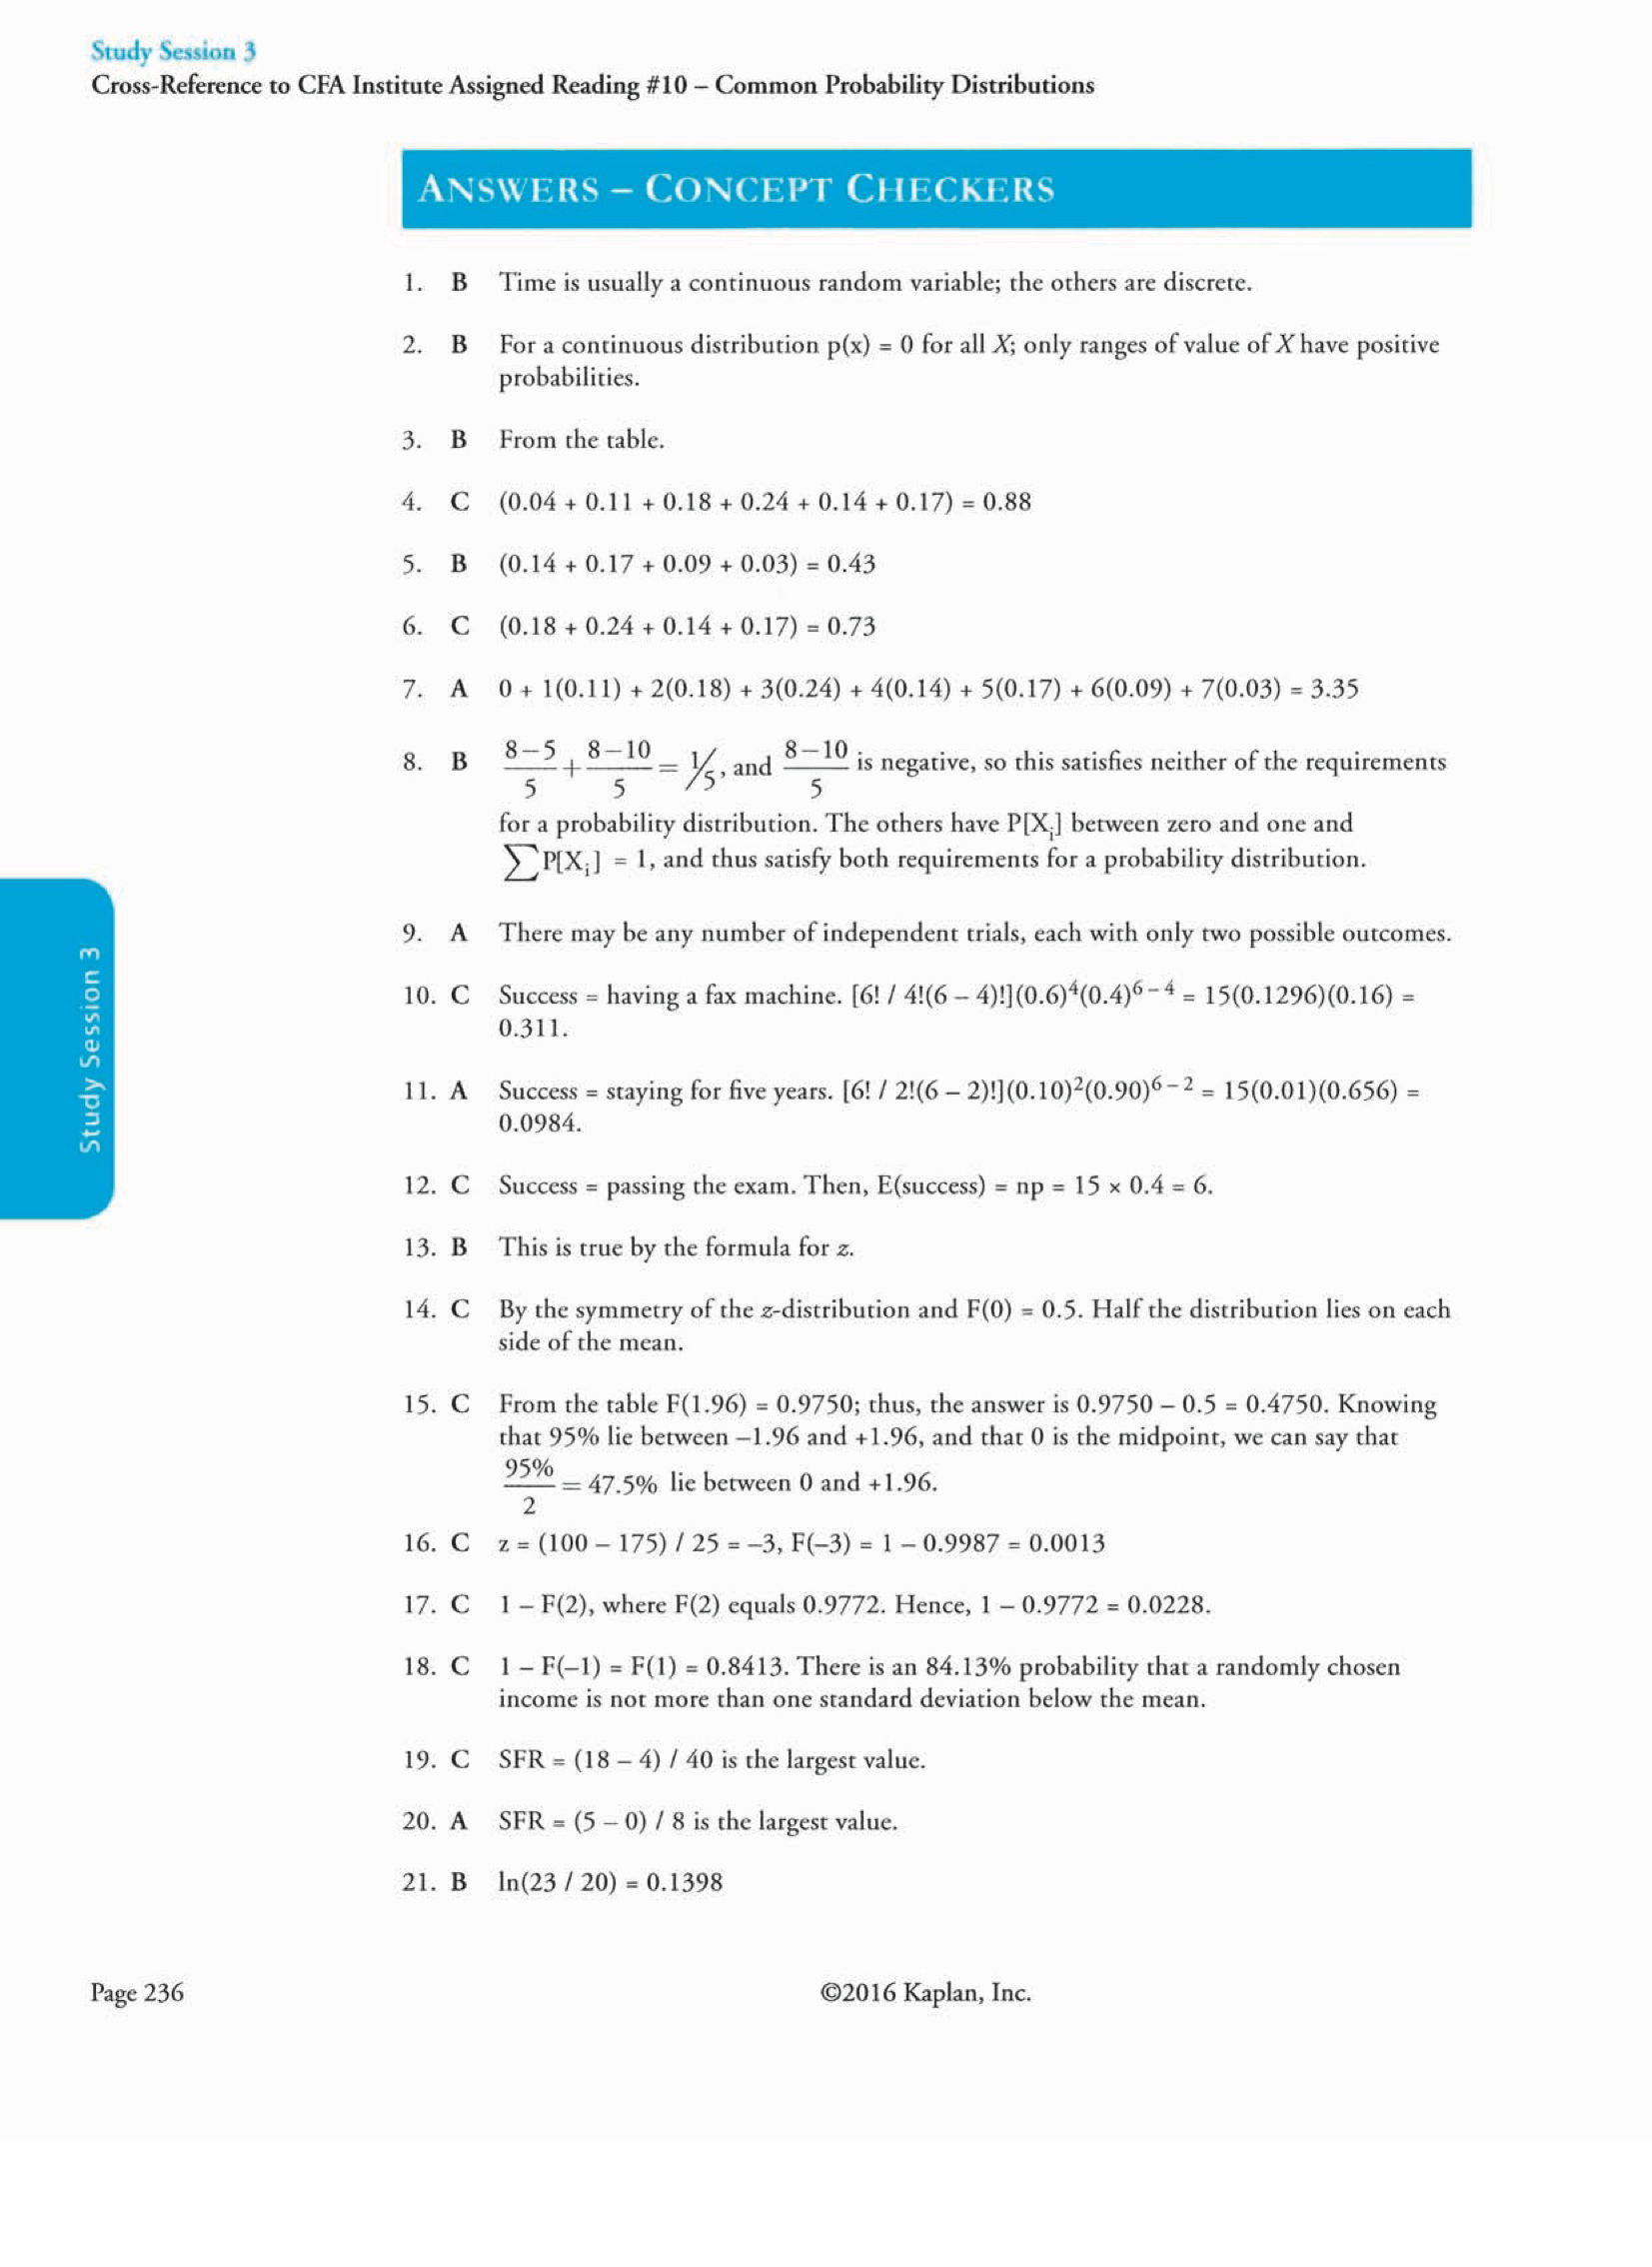 Study Session 3
Cross-Reference to CFA Institute Assigned Reading #10 – Common Probability Distributions
ANSWERS – CONCEPT CHECKERS
1. B Time is usually a continuous random variable; the others are discrete.
2. B For a continuous distribution p(x) = 0 for all X; only ranges of value of X have positive
probabilities.
3. B From the table.
4. C (0.04 + 0.11 + 0.18 + 0.24 + 0.14 + 0.17) = 0.88
5. B (0.14 + 0.17 + 0.09 + 0.03) = 0.43
6. C (0.18 + 0.24 + 0.14 + 0.17) = 0.73
7. A 0 + 1(0.11) + 2(0.18) + 3(0.24) + 4(0.14) + 5(0.17) + 6(0.09) + 7(0.03) = 3.35
8. B (8−5)/5 + (8−10)/5 = 1/5, and (8−10)/5 is negative, so this satisfies neither of the requirements
for a probability distribution. The others have P[Xᵢ] between zero and one and
∑P[Xᵢ] = 1, and thus satisfy both requirements for a probability distribution.
9. A There may be any number of independent trials, each with only two possible outcomes.
10. C Success = having a fax machine. [6! / 4!(6 – 4)!](0.6)⁴(0.4)⁶⁻⁴ = 15(0.1296)(0.16) =
0.311.
11. A Success = staying for five years. [6! / 2!(6 – 2)!](0.10)²(0.90)⁶⁻² = 15(0.01)(0.656) =
0.0984.
12. C Success = passing the exam. Then, E(success) = np = 15 × 0.4 = 6.
13. B This is true by the formula for z.
14. C By the symmetry of the z-distribution and F(0) = 0.5. Half the distribution lies on each
side of the mean.
15. C From the table F(1.96) = 0.9750; thus, the answer is 0.9750 – 0.5 = 0.4750. Knowing
that 95% lie between –1.96 and +1.96, and that 0 is the midpoint, we can say that
95%/2 = 47.5% lie between 0 and +1.96.
16. C z = (100 – 175) / 25 = –3, F(–3) = 1 – 0.9987 = 0.0013
17. C 1 – F(2), where F(2) equals 0.9772. Hence, 1 – 0.9772 = 0.0228.
18. C 1 – F(–1) = F(1) = 0.8413. There is an 84.13% probability that a randomly chosen
income is not more than one standard deviation below the mean.
19. C SFR = (18 – 4) / 40 is the largest value.
20. A SFR = (5 – 0) / 8 is the largest value.
21. B ln(23 / 20) = 0.1398
Study Session 3
Page 236
©2016 Kaplan, Inc.